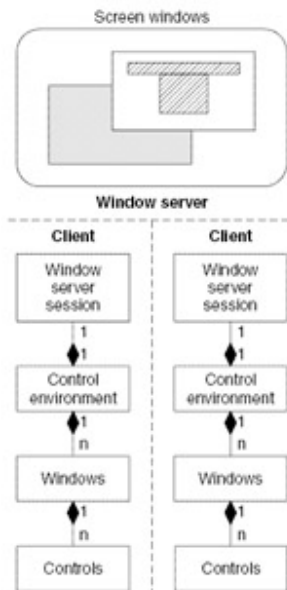 Screen windows
Window server
Client
Window
server
session
1
1
Control
environment
1
n
Windows
1
n
Controls
Client
Window
server
session
1
1
Control
environment
1
n
Windows
1
n
Controls